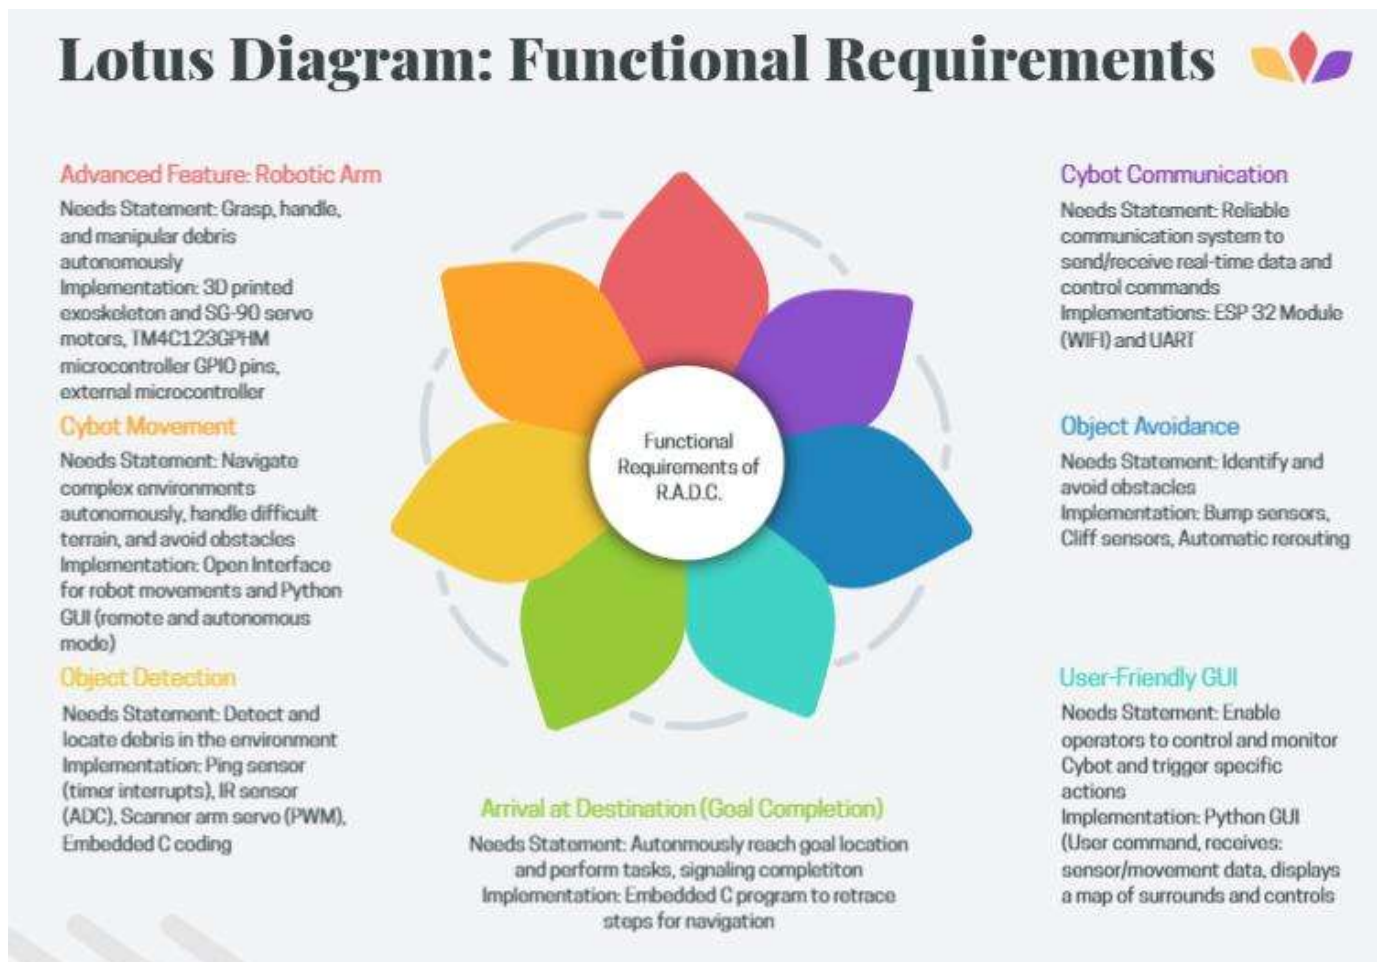 Lotus Diagram: Functional Requirements
Advanced Feature: Robotic Arm
Needs Statement: Grasp, handle,
and manipular debris
autonomously
Implementation: 3D printed
exoskeleton and SG-90 servo
motors, TM4C123GPHM
microcontroller GPIO pins,
external microcontroller
Cybot Movement
Needs Statement: Navigate
complex environments
autonomously, handle difficult
terrain, and avoid obstacles
Implementation: Open Interface
for robot movements and Python
GUI (remote and autonomous
mode)
Object Detection
Needs Statement: Detect and
locate debris in the environment
Implementation: Ping sensor
(timer interrupts), IR sensor
(ADC), Scanner arm servo (PWM),
Embedded C coding
Functional
Requirements of
R.A.D.C.
Arrival at Destination (Goal Completion)
Needs Statement: Autonmously reach goal location
and perform tasks, signaling completiton
Implementation: Embedded C program to retrace
steps for navigation
Cybot Communication
Needs Statement: Reliable
communication system to
send/receive real-time data and
control commands
Implementations: ESP 32 Module
(WIFI) and UART
Object Avoidance
Needs Statement: Identify and
avoid obstacles
Implementation: Bump sensors,
Cliff sensors, Automatic rerouting
User-Friendly GUI
Needs Statement: Enable
operators to control and monitor
Cybot and trigger specific
actions
Implementation: Python GUI
(User command, receives:
sensor/movement data, displays
a map of surrounds and controls